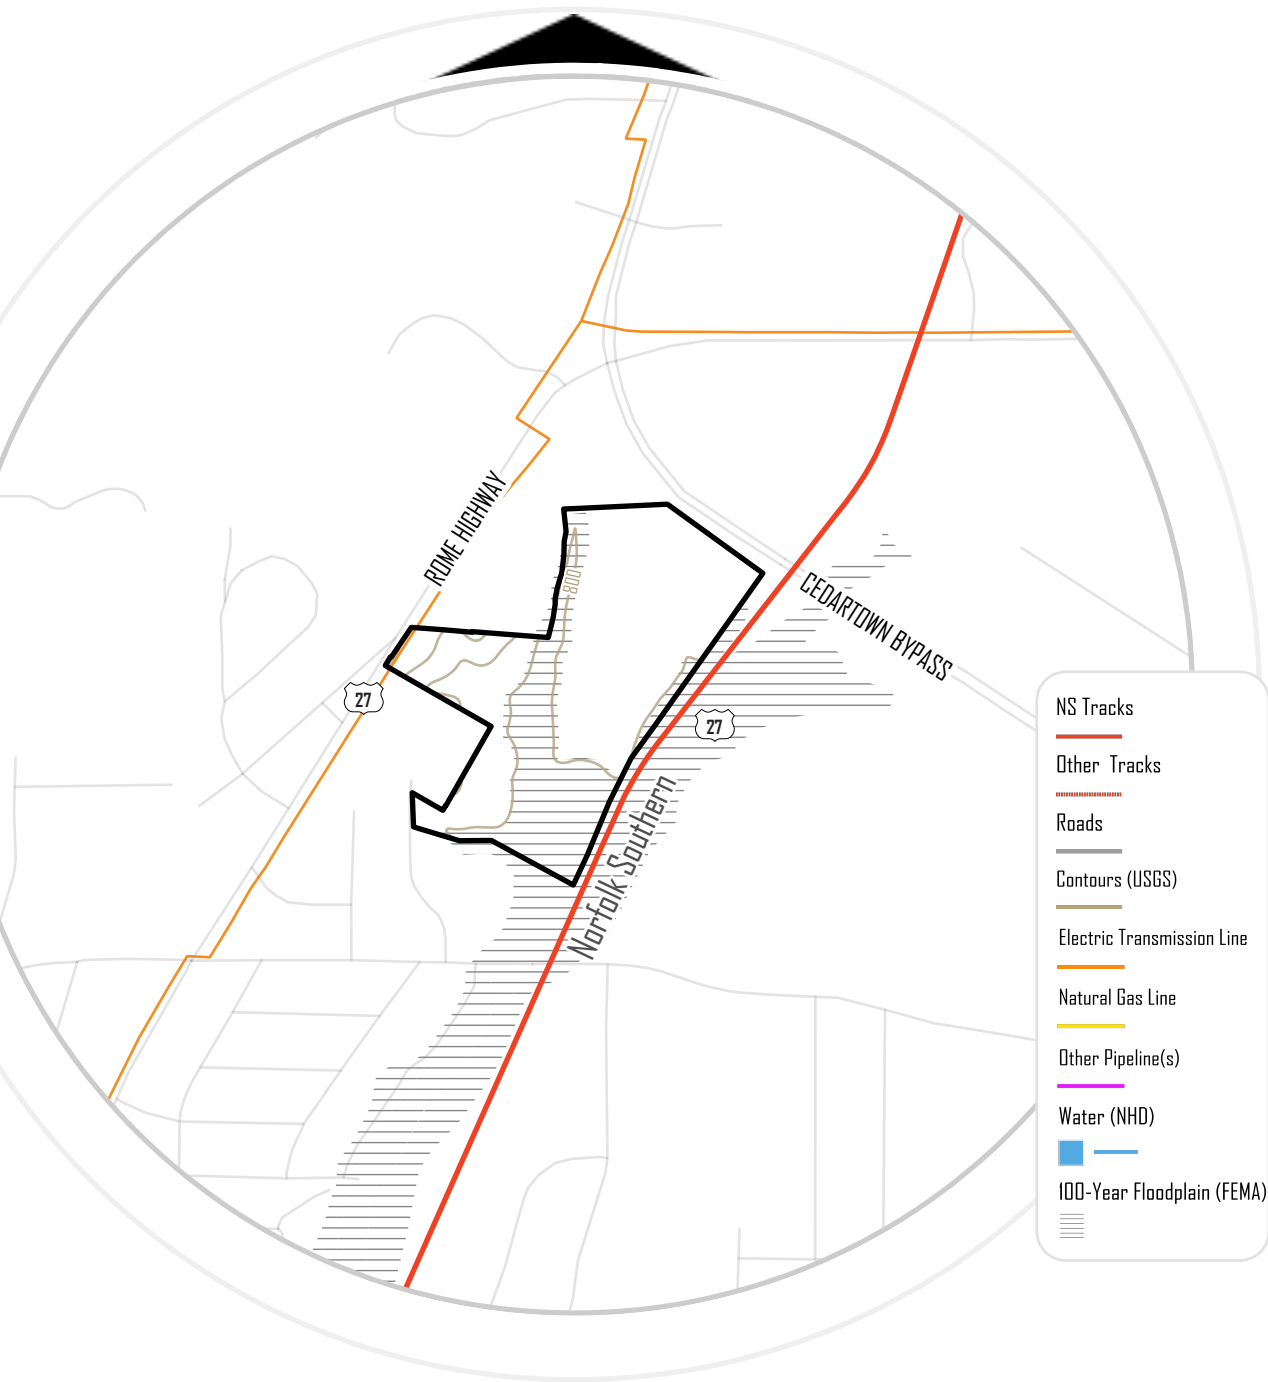 ROME HIGHWAY
800
CEDARTOWN BYPASS
27
27
Norfolk Southern
NS Tracks
Other Tracks
Roads
Contours (USGS)
Electric Transmission Line
Natural Gas Line
Other Pipeline(s)
Water (NHD)
100-Year Floodplain (FEMA)